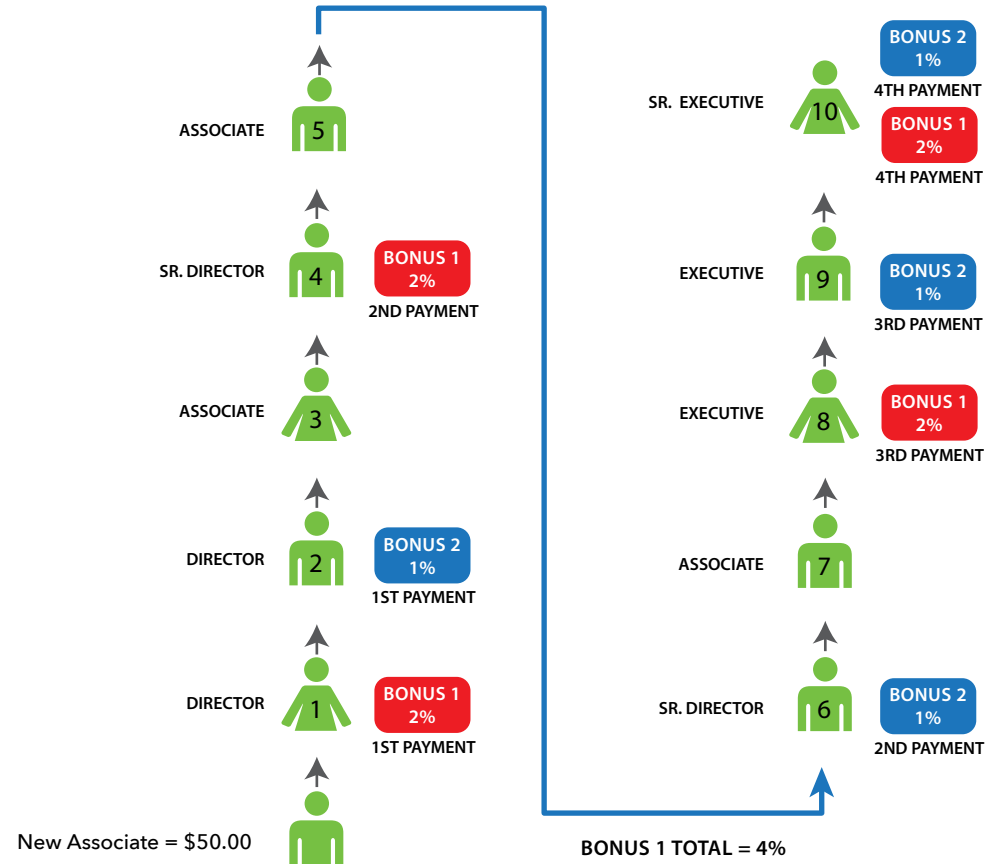 ASSOCIATE
5
SR. DIRECTOR
4
BONUS 1
2%
2ND PAYMENT
ASSOCIATE
3
DIRECTOR
2
BONUS 2
1%
1ST PAYMENT
DIRECTOR
1
BONUS 1
2%
1ST PAYMENT
New Associate = $50.00
SR. EXECUTIVE
10
BONUS 2
1%
4TH PAYMENT
BONUS 1
2%
4TH PAYMENT
EXECUTIVE
9
BONUS 2
1%
3RD PAYMENT
EXECUTIVE
8
BONUS 1
2%
3RD PAYMENT
ASSOCIATE
7
SR. DIRECTOR
6
BONUS 2
1%
2ND PAYMENT
BONUS 1 TOTAL = 4%